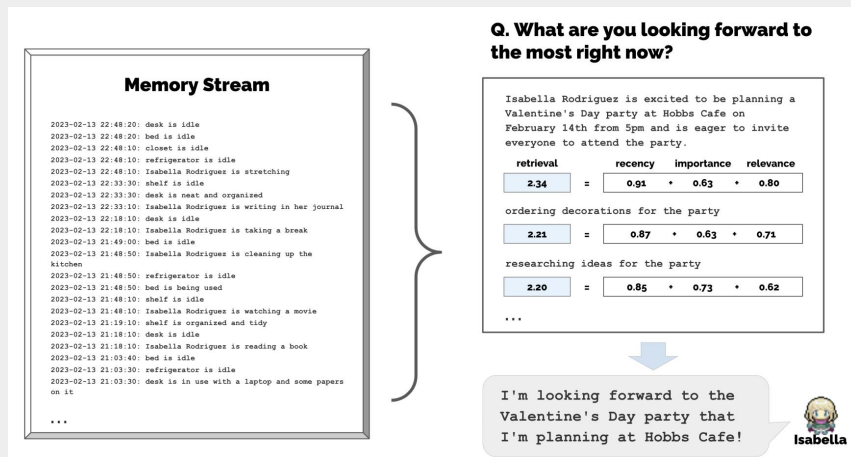 Memory Stream
2023-02-13 22:48:20: desk is idle
2023-02-13 22:48:20: bed is idle
2023-02-13 22:48:10: closet is idle
2023-02-13 22:48:10: refrigerator is idle
2023-02-13 22:48:10: Isabella Rodriguez is stretching
2023-02-13 22:33:30: shelf is idle
2023-02-13 22:33:30: desk is neat and organized
2023-02-13 22:33:10: Isabella Rodriguez is writing in her journal
2023-02-13 22:18:10: desk is idle
2023-02-13 22:18:10: Isabella Rodriguez is taking a break
2023-02-13 21:49:00: bed is idle
2023-02-13 21:48:50: Isabella Rodriguez is cleaning up the
kitchen
2023-02-13 21:48:50: refrigerator is idle
2023-02-13 21:48:50: bed is being used
2023-02-13 21:48:10: shelf is idle
2023-02-13 21:48:10: Isabella Rodriguez is watching a movie
2023-02-13 21:19:10: shelf is organized and tidy
2023-02-13 21:18:10: desk is idle
2023-02-13 21:18:10: Isabella Rodriguez is reading a book
2023-02-13 21:03:40: bed is idle
2023-02-13 21:03:30: refrigerator is idle
2023-02-13 21:03:30: desk is in use with a laptop and some papers
on it
...
Q. What are you looking forward to
the most right now?
Isabella Rodriguez is excited to be planning a
Valentine's Day party at Hobbs Cafe on
February 14th from 5pm and is eager to invite
everyone to attend the party.
retrieval recency importance relevance
2.34 = 0.91 + 0.63 + 0.80
ordering decorations for the party
2.21 = 0.87 + 0.63 + 0.71
researching ideas for the party
2.20 = 0.85 + 0.73 + 0.62
...
I'm looking forward to the
Valentine's Day party that
I'm planning at Hobbs Cafe!
Isabella